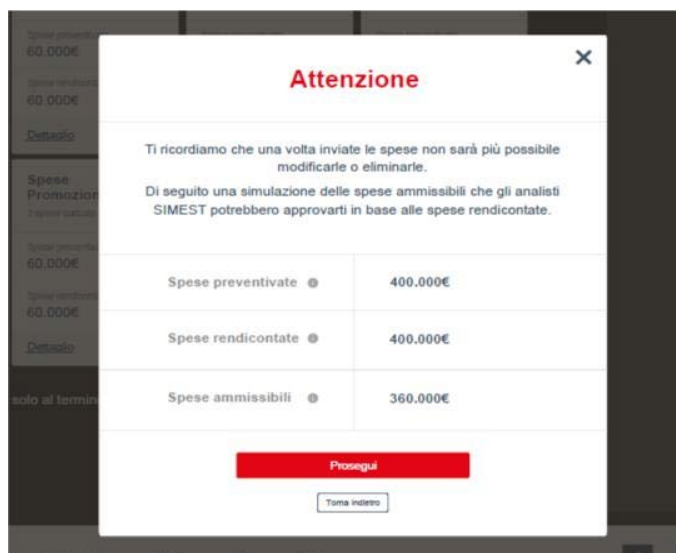 60.000€
60.000€
Dettaglio
Spese
Promozion
60.000€
60.000€
Dettaglio
solo al termin
Attenzione
Ti ricordiamo che una volta inviate le spese non sarà più possibile
modificarle o eliminarle.
Di seguito una simulazione delle spese ammissibili che gli analisti
SIMEST potrebbero approvarti in base alle spese rendicontate.
Spese preventivate 400.000€
Spese rendicontate 400.000€
Spese ammissibili 360.000€
Prosegui
Torna indietro